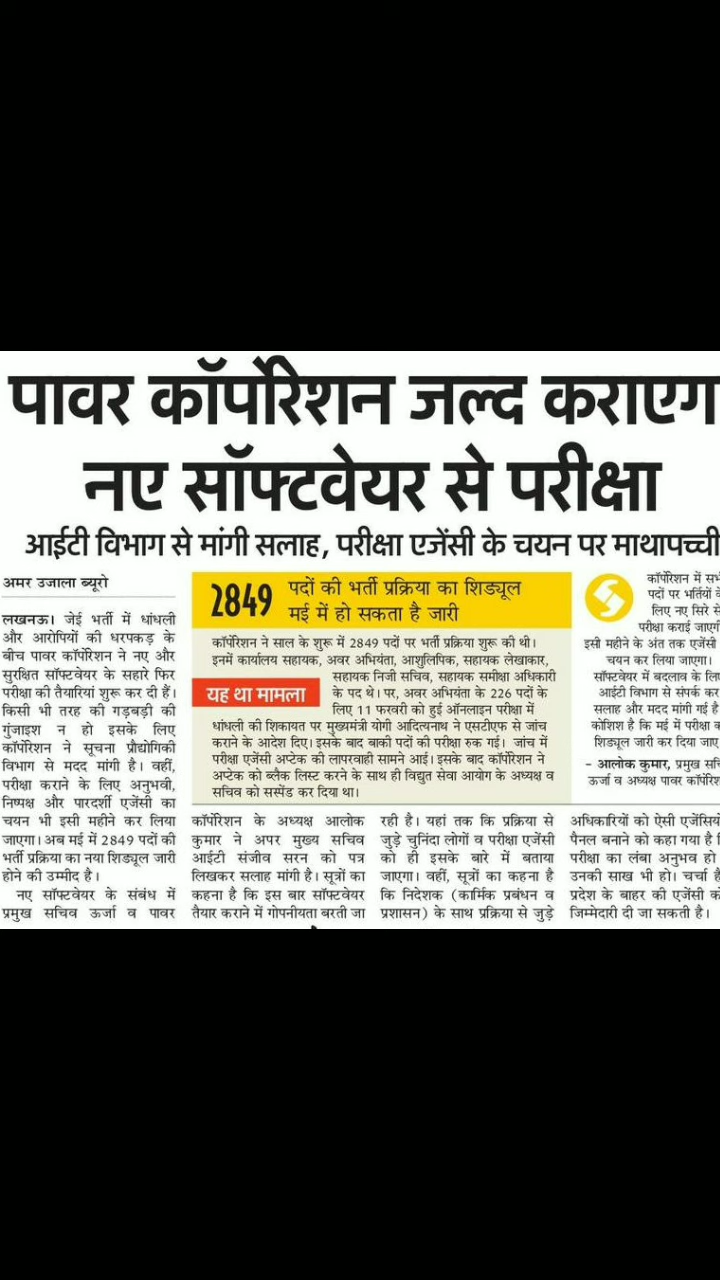 पावर कॉर्पोरेशन जल्द कराएग
नए सॉफ्टवेयर से परीक्षा
आईटी विभाग से मांगी सलाह, परीक्षा एजेंसी के चयन पर माथापच्ची
अमर उजाला ब्यूरो
लखनऊ। जेई भर्ती में धांधली
और आरोपियों की धरपकड़ के
बीच पावर कॉर्पोरेशन ने नए और
सुरक्षित सॉफ्टवेयर के सहारे फिर
परीक्षा की तैयारियां शुरू कर दी हैं।
किसी भी तरह की गड़बड़ी की
गुंजाइश न हो इसके लिए
कॉर्पोरेशन ने सूचना प्रौद्योगिकी
विभाग से मदद मांगी है। वहीं,
परीक्षा कराने के लिए अनुभवी,
निष्पक्ष और पारदर्शी एजेंसी का
चयन भी इसी महीने कर लिया
जाएगा। अब मई में 2849 पदों की
भर्ती प्रक्रिया का नया शिड्यूल जारी
होने की उम्मीद है।
नए सॉफ्टवेयर के संबंध में
प्रमुख सचिव ऊर्जा व पावर
2849 पदों की भर्ती प्रक्रिया का शिड्यूल
मई में हो सकता है जारी
कॉर्पोरेशन ने साल के शुरू में 2849 पदों पर भर्ती प्रक्रिया शुरू की थी।
इनमें कार्यालय सहायक, अवर अभियंता, आशुलिपिक, सहायक लेखाकार,
सहायक निजी सचिव, सहायक समीक्षा अधिकारी
यह था मामला
के पद थे। पर, अवर अभियंता के 226 पदों के
लिए 11 फरवरी को हुई ऑनलाइन परीक्षा में
धांधली की शिकायत पर मुख्यमंत्री योगी आदित्यनाथ ने एसटीएफ से जांच
कराने के आदेश दिए। इसके बाद बाकी पदों की परीक्षा रुक गई। जांच में
परीक्षा एजेंसी अप्टेक की लापरवाही सामने आई। इसके बाद कॉर्पोरेशन ने
अप्टेक को ब्लैक लिस्ट करने के साथ ही विद्युत सेवा आयोग के अध्यक्ष व
सचिव को सस्पेंड कर दिया था।
कॉर्पोरेशन के अध्यक्ष आलोक
कुमार ने अपर मुख्य सचिव
आईटी संजीव सरन को पत्र
लिखकर सलाह मांगी है। सूत्रों का
कहना है कि इस बार सॉफ्टवेयर
तैयार कराने में गोपनीयता बरती जा
रही है। यहां तक कि प्रक्रिया से
जुड़े चुनिंदा लोगों व परीक्षा एजेंसी
को ही इसके बारे में बताया
जाएगा। वहीं, सूत्रों का कहना है
कि निदेशक (कार्मिक प्रबंधन व
प्रशासन) के साथ प्रक्रिया से जुड़े
कॉर्पोरेशन में सभी
पदों पर भर्तियों के
लिए नए सिरे से
परीक्षा कराई जाएगी
इसी महीने के अंत तक एजेंसी
चयन कर लिया जाएगा।
सॉफ्टवेयर में बदलाव के लिए
आईटी विभाग से संपर्क कर
सलाह और मदद मांगी गई है
कोशिश है कि मई में परीक्षा क
शिड्यूल जारी कर दिया जाए
- आलोक कुमार, प्रमुख सचि
ऊर्जा व अध्यक्ष पावर कॉर्पोरेश
अधिकारियों को ऐसी एजेंसियो
पैनल बनाने को कहा गया है
परीक्षा का लंबा अनुभव हो
उनकी साख भी हो। चर्चा है
प्रदेश के बाहर की एजेंसी को
जिम्मेदारी दी जा सकती है।